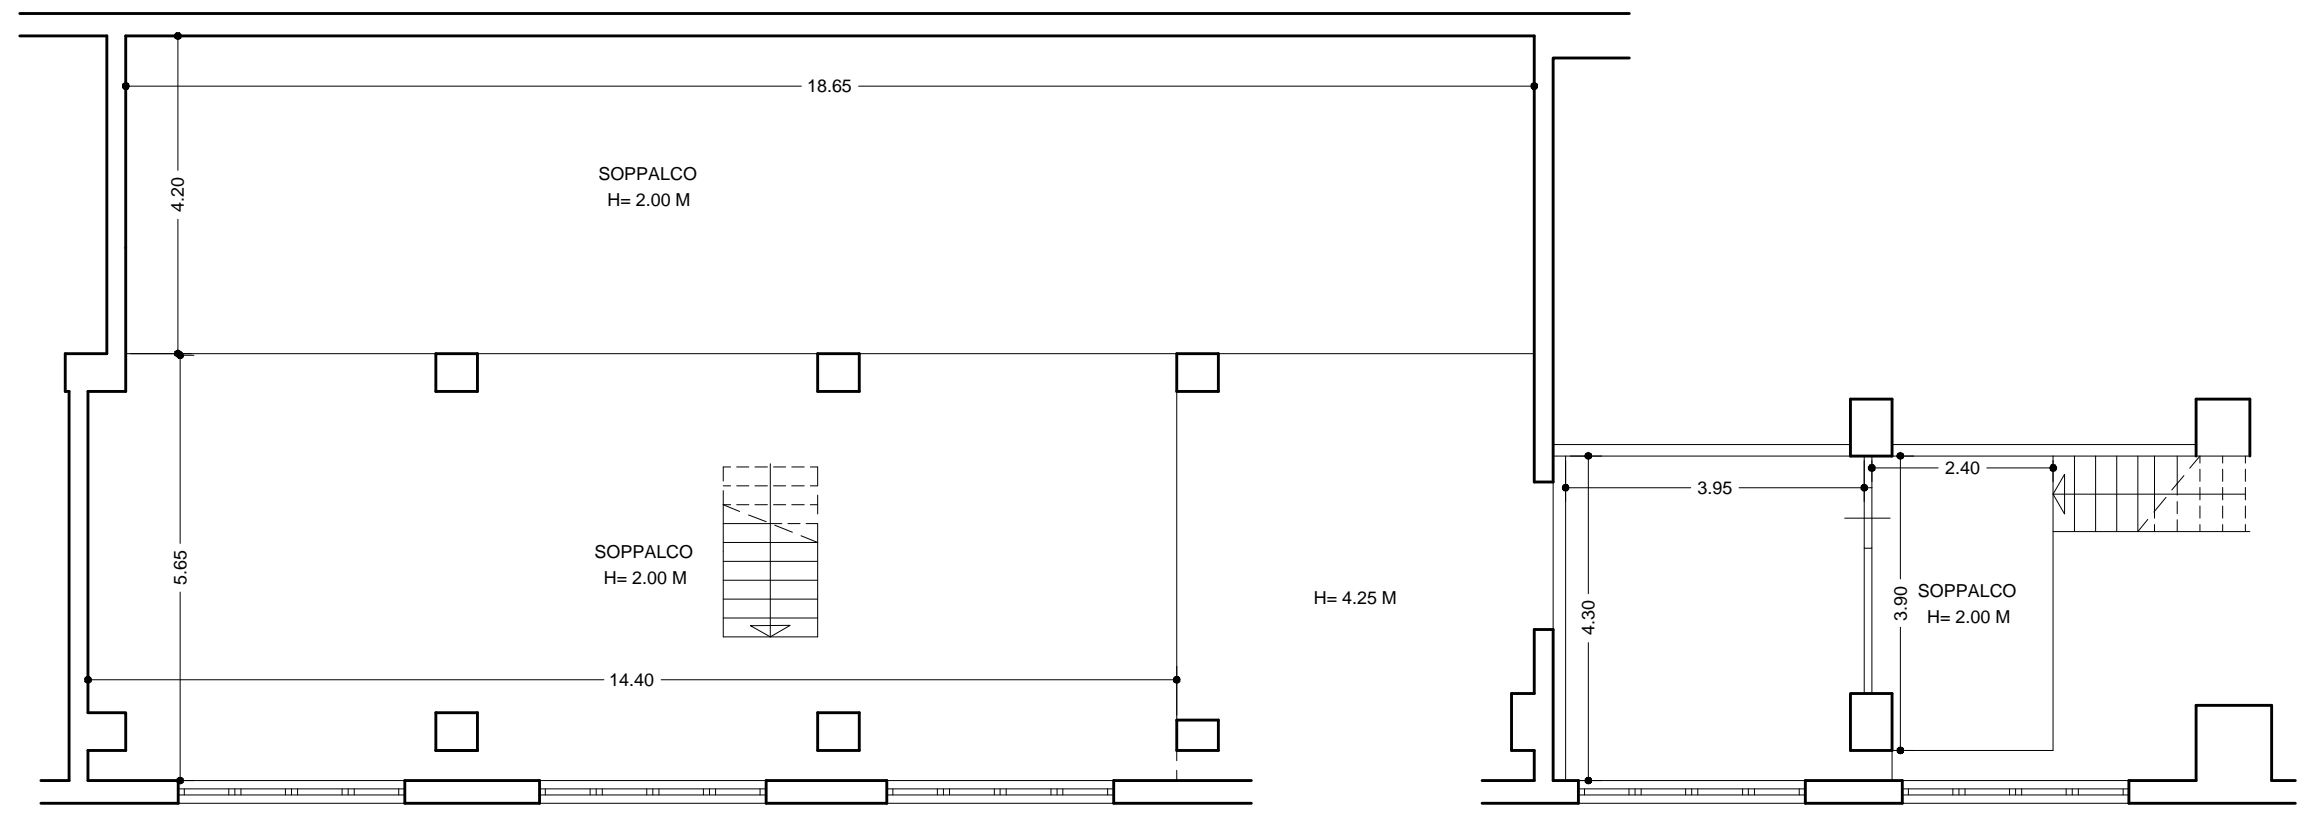 18.65
SOPPALCO
H= 2.00 M
4.20
3.95
2.40
SOPPALCO
H= 2.00 M
5.65
H= 4.25 M
4.30
3.90
SOPPALCO
H= 2.00 M
14.40